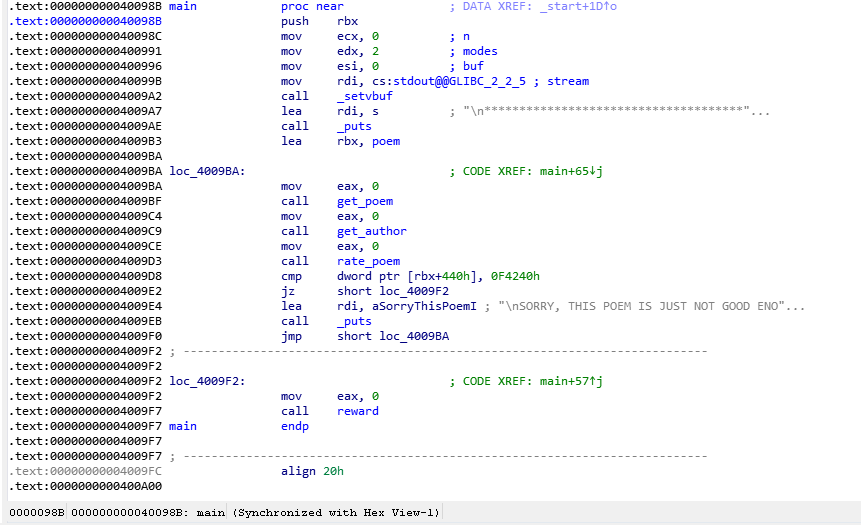 .text:000000000040098B main proc near ; DATA XREF: _start+1D↑o
.text:000000000040098B push rbx
.text:000000000040098C mov ecx, 0 ; n
.text:0000000000400991 mov edx, 2 ; modes
.text:0000000000400996 mov esi, 0 ; buf
.text:000000000040099B mov rdi, cs:stdout@@GLIBC_2_2_5 ; stream
.text:00000000004009A2 call _setvbuf
.text:00000000004009A7 lea rdi, s ; "\n*************************************"...
.text:00000000004009AE call _puts
.text:00000000004009B3 lea rbx, poem
.text:00000000004009BA
.text:00000000004009BA loc_4009BA: ; CODE XREF: main+65↓j
.text:00000000004009BA mov eax, 0
.text:00000000004009BF call get_poem
.text:00000000004009C4 mov eax, 0
.text:00000000004009C9 call get_author
.text:00000000004009CE mov eax, 0
.text:00000000004009D3 call rate_poem
.text:00000000004009D8 cmp dword ptr [rbx+440h], 0F4240h
.text:00000000004009E2 jz short loc_4009F2
.text:00000000004009E4 lea rdi, aSorryThisPoemI ; "\nSORRY, THIS POEM IS JUST NOT GOOD ENO"...
.text:00000000004009EB call _puts
.text:00000000004009F0 jmp short loc_4009BA
.text:00000000004009F2 ; ---------------------------------------------------------------------------
.text:00000000004009F2
.text:00000000004009F2 loc_4009F2: ; CODE XREF: main+57↑j
.text:00000000004009F2 mov eax, 0
.text:00000000004009F7 call reward
.text:00000000004009F7 main endp
.text:00000000004009F7
.text:00000000004009F7 ; ---------------------------------------------------------------------------
.text:00000000004009FC align 20h
.text:0000000000400A00
0000098B 000000000040098B: main (Synchronized with Hex View-1)